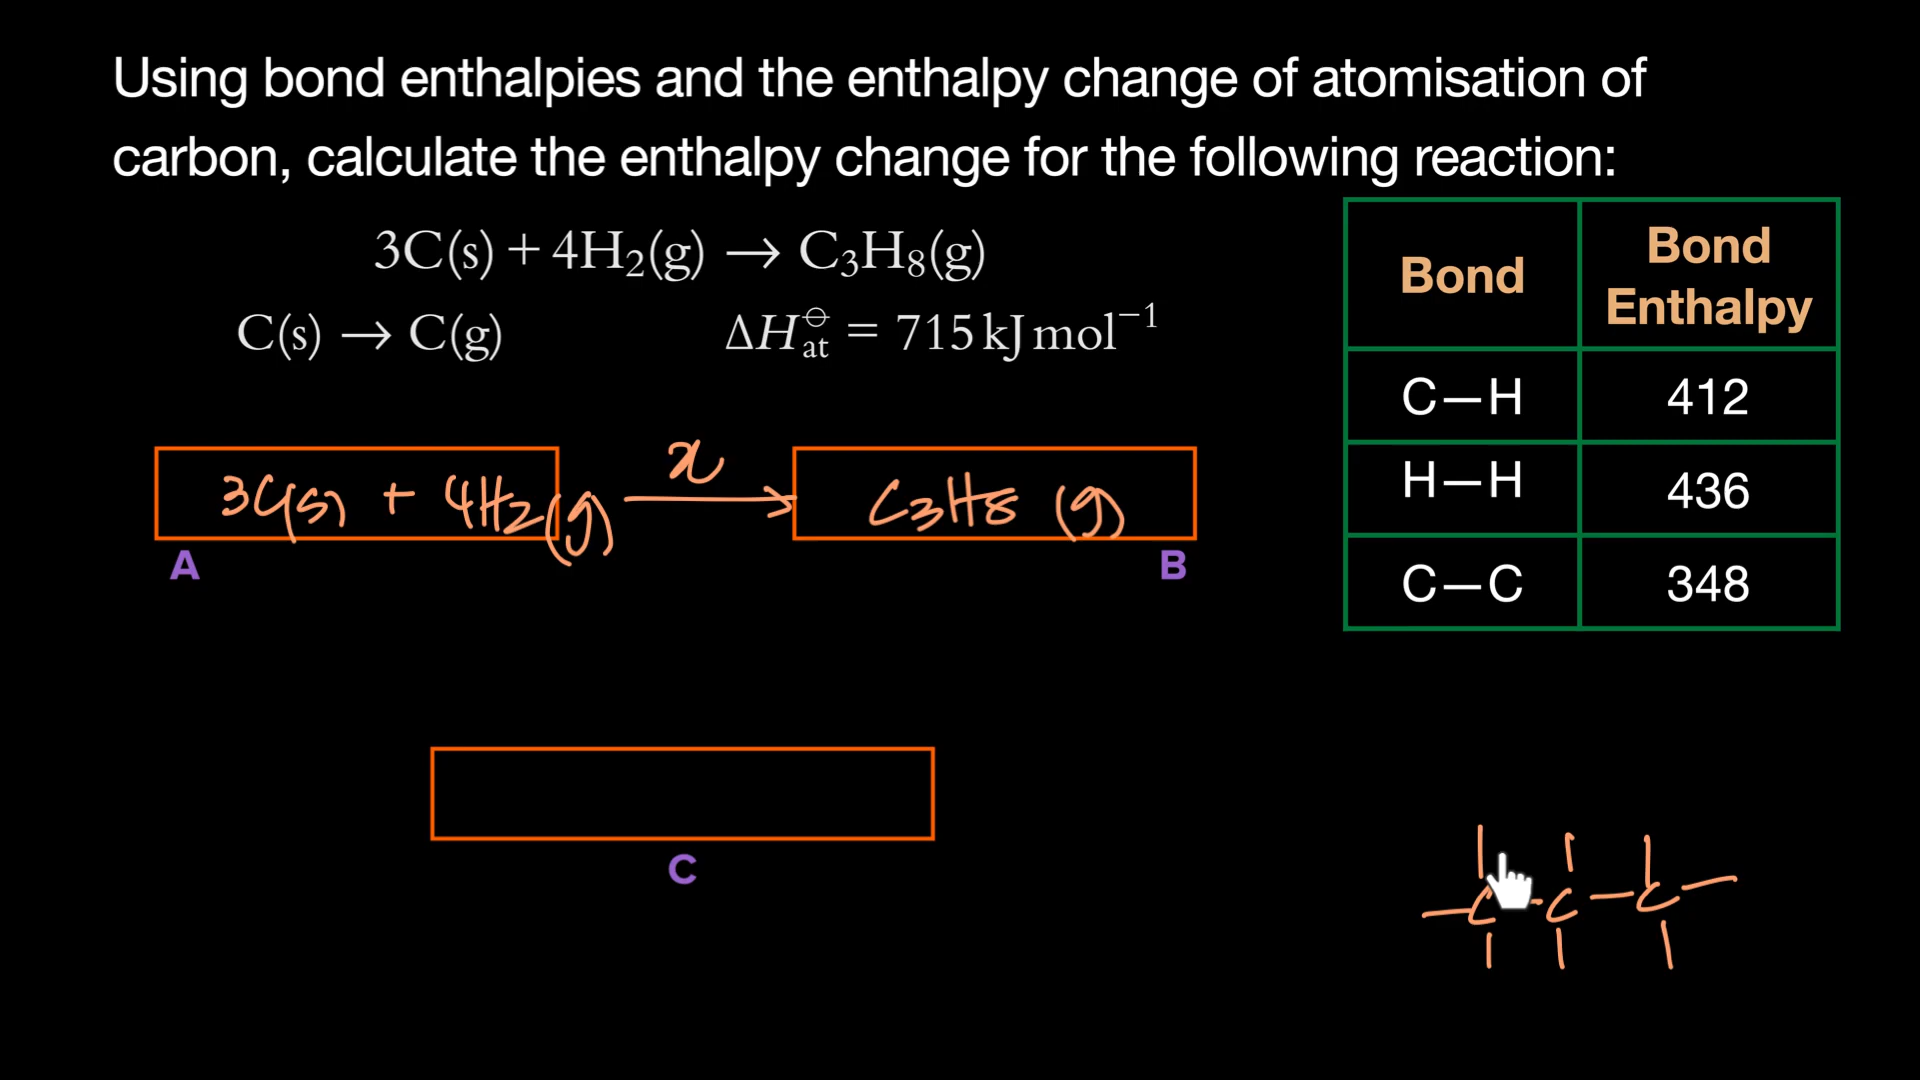 Using bond enthalpies and the enthalpy change of atomisation of
carbon, calculate the enthalpy change for the following reaction:
3C(s) + 4H₂(g) → C₃H₈(g)
C(s) → C(g) ΔH⦵at = 715 kJ mol⁻¹
Bond Bond Enthalpy
C—H 412
H—H 436
C—C 348
3C(s) + 4H₂(g) x → C₃H₈ (g)
A B
C
C - C - C